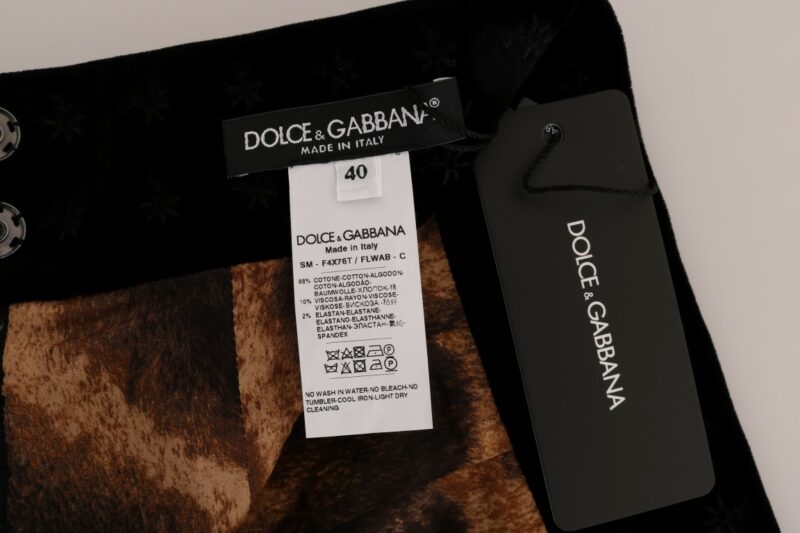 DOLCE & GABBANA®
MADE IN ITALY
40
DOLCE & GABBANA
Made in Italy
SM - F4X76T / FLWAB - C
88% COTONE-COTTON-ALGODON-
COTON-ALGODÃO-
BAUMWOLLE-ХЛОПОК-棉
10% VISCOSA-RAYON-VISCOSE-
VISKOSE-ВИСКОЗА
2% ELASTAN-ELASTANE-
ELASTANO-ELASTHANNE-
ELASTHAN-ЭЛАСТАН
SPANDEX
NO WASH IN WATER-NO BLEACH-NO
TUMBLER-COOL IRON-LIGHT DRY
CLEANING
DOLCE & GABBANA